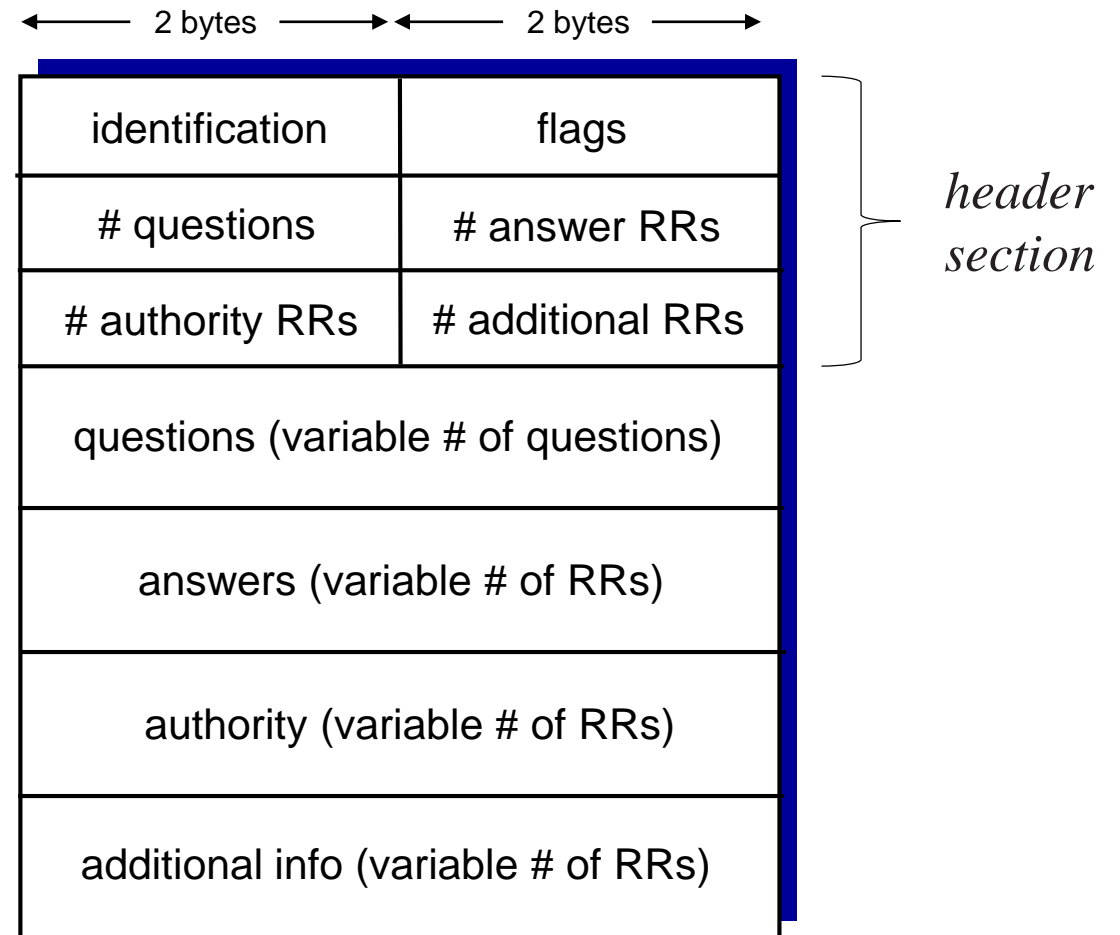 2 bytes 2 bytes
identification flags
# questions # answer RRs
# authority RRs # additional RRs
header
section
questions (variable # of questions)
answers (variable # of RRs)
authority (variable # of RRs)
additional info (variable # of RRs)